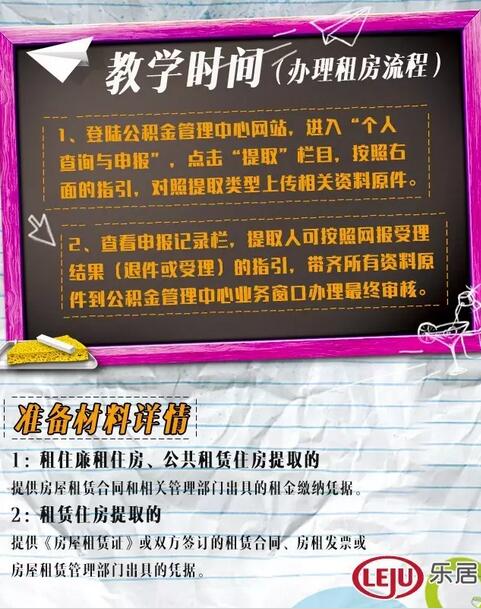 教学时间（办理租房流程）
1、登陆公积金管理中心网站，进入“个人
查询与申报”，点击“提取”栏目，按照右
面的指引，对照提取类型上传相关资料原件。
2、查看申报记录栏，提取人可按照网报受理
结果（退件或受理）的指引，带齐所有资料原
件到公积金管理中心业务窗口办理最终审核。
准备材料详情
1：租住廉租住房、公共租赁住房提取的
提供房屋租赁合同和相关管理部门出具的租金缴纳凭据。
2：租赁住房提取的
提供《房屋租赁证》或双方签订的租赁合同、房租发票或
房屋租赁管理部门出具的凭据。
LEJU 乐居